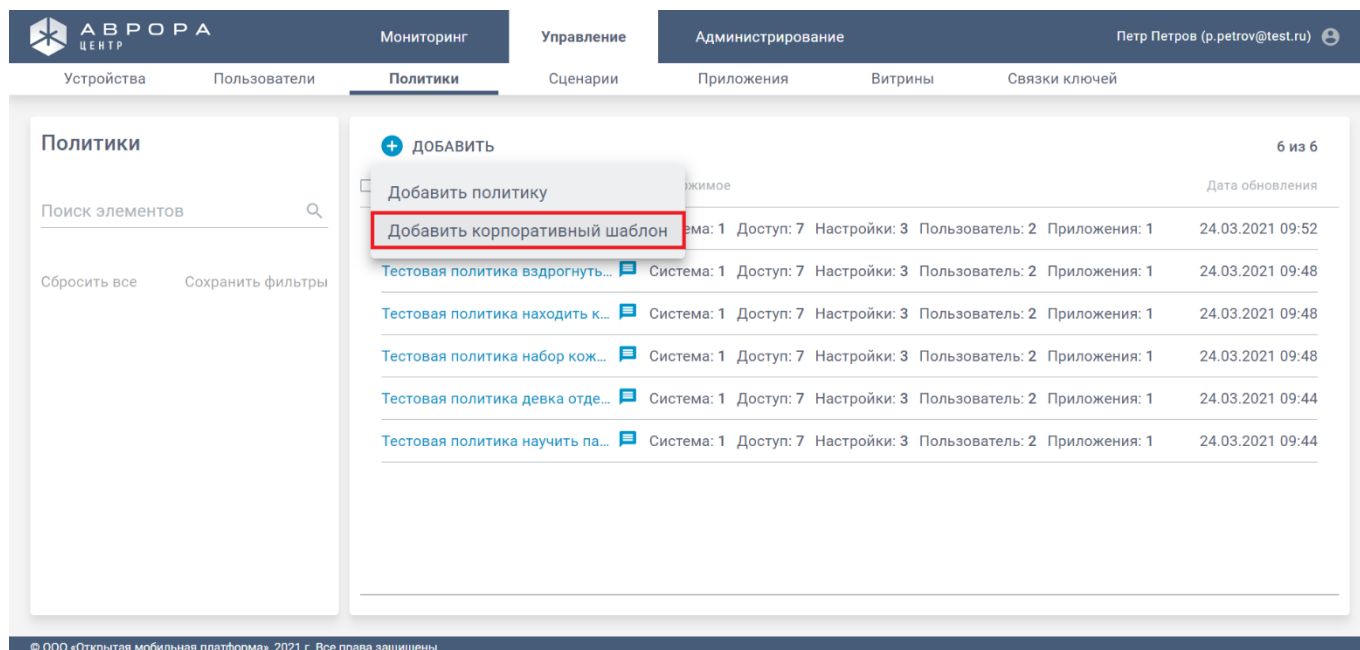 АВРОРА
ЦЕНТР
Мониторинг Управление Администрирование Петр Петров (p.petrov@test.ru)
Устройства Пользователи Политики Сценарии Приложения Витрины Связки ключей
Политики
Поиск элементов
Сбросить все Сохранить фильтры
ДОБАВИТЬ 6 из 6
Добавить политику
Добавить корпоративный шаблон
Дата обновления
Доступ: 7 Настройки: 3 Пользователь: 2 Приложения: 1 24.03.2021 09:52
Тестовая политика вздрогнуть... Система: 1 Доступ: 7 Настройки: 3 Пользователь: 2 Приложения: 1 24.03.2021 09:48
Тестовая политика находить к... Система: 1 Доступ: 7 Настройки: 3 Пользователь: 2 Приложения: 1 24.03.2021 09:48
Тестовая политика набор кож... Система: 1 Доступ: 7 Настройки: 3 Пользователь: 2 Приложения: 1 24.03.2021 09:48
Тестовая политика девка отде... Система: 1 Доступ: 7 Настройки: 3 Пользователь: 2 Приложения: 1 24.03.2021 09:44
Тестовая политика научить па... Система: 1 Доступ: 7 Настройки: 3 Пользователь: 2 Приложения: 1 24.03.2021 09:44
© ООО «Открытая мобильная платформа», 2021 г. Все права защищены